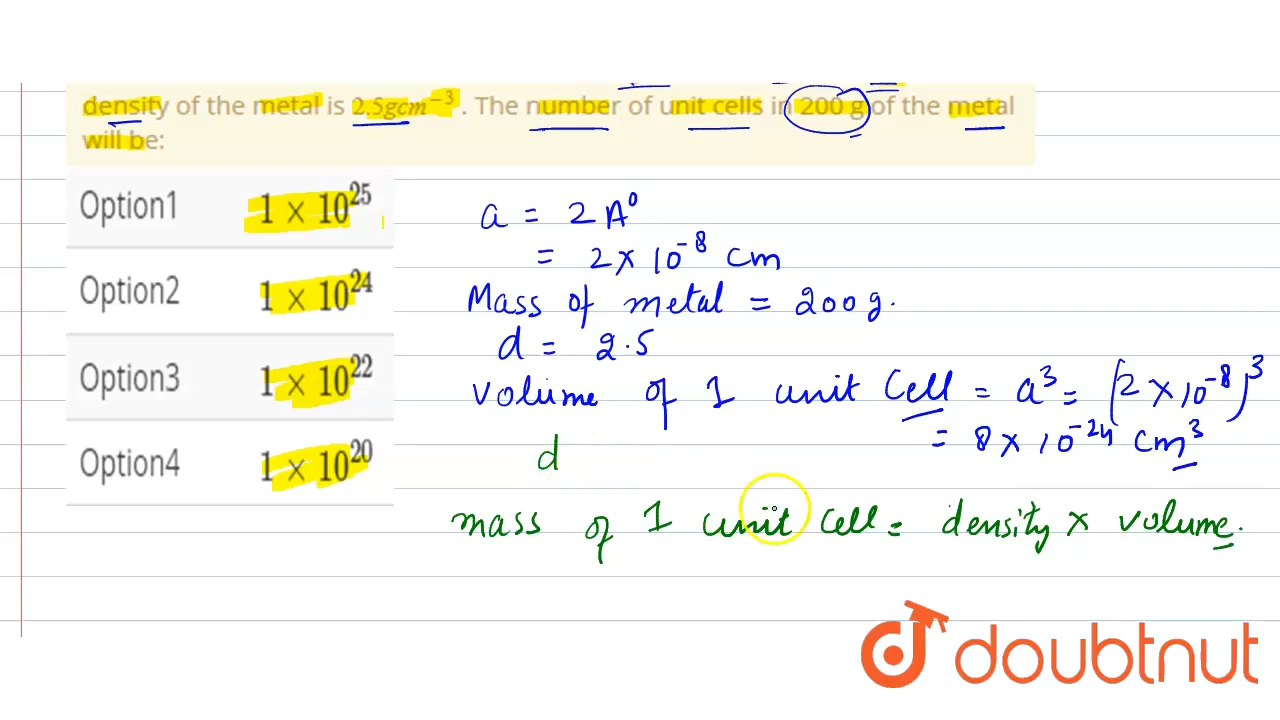 density of the metal is 2.5gcm⁻³. The number of unit cells in 200 g of the metal
will be:
Option1 1 × 10²⁵
Option2 1 × 10²⁴
Option3 1 × 10²²
Option4 1 × 10²⁰
a = 2 A⁰
= 2 × 10⁻⁸ cm
Mass of metal = 200g.
d = 2.5
volume of 1 unit cell = a³ = (2 × 10⁻⁸)³
= 8 × 10⁻²⁴ cm³
d
mass of 1 unit cell = density × volume.
doubtnut